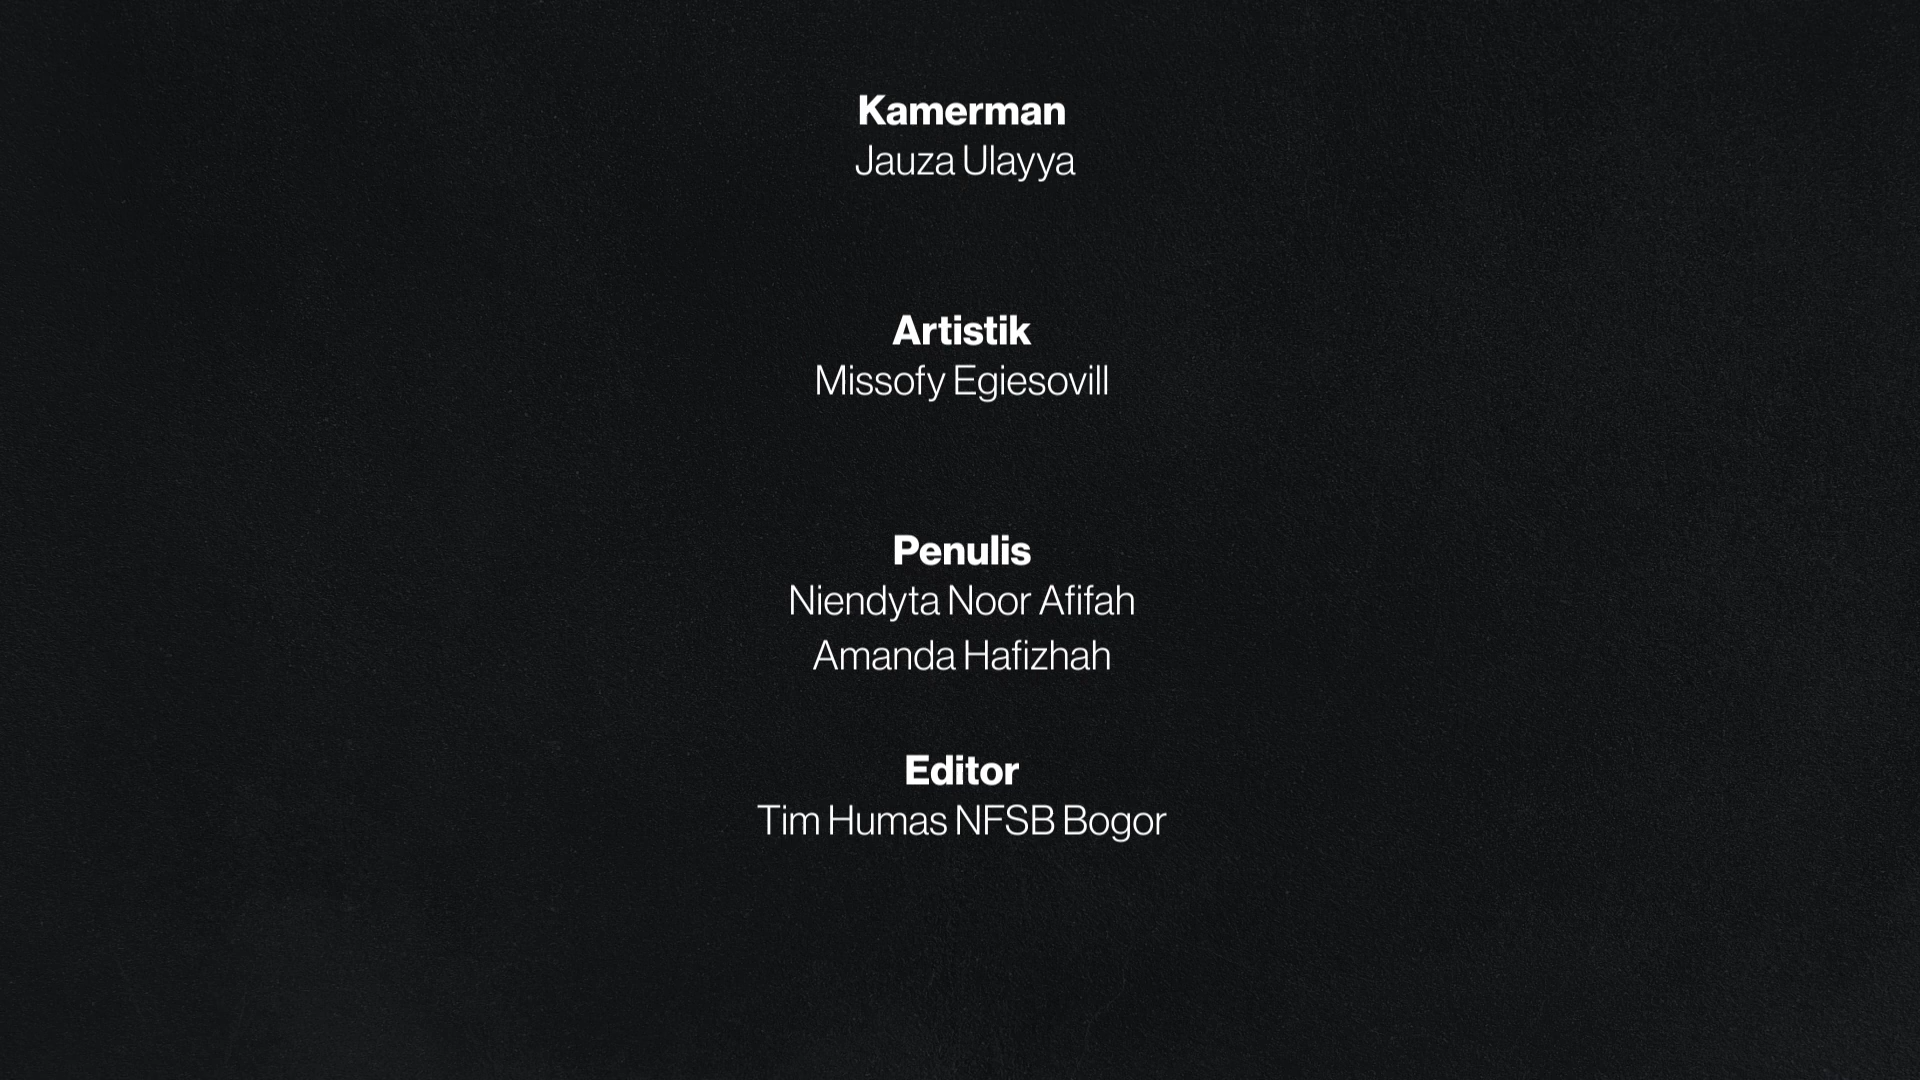 Kamerman
Jauza Ulayya
Artistik
Missofy Egiesovill
Penulis
Niendyta Noor Afifah
Amanda Hafizhah
Editor
Tim Humas NFSB Bogor